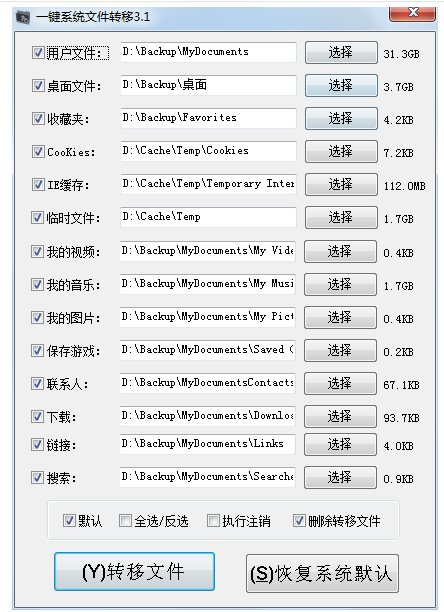 一键系统文件转移3.1
用户文件： D:\Backup\MyDocuments 选择 31.3GB
桌面文件： D:\Backup\桌面 选择 3.7GB
收藏夹： D:\Backup\Favorites 选择 4.2KB
CooKies： D:\Cache\Temp\Cookies 选择 7.2KB
IE缓存： D:\Cache\Temp\Temporary Inter 选择 112.0MB
临时文件： D:\Cache\Temp 选择 1.7GB
我的视频： D:\Backup\MyDocuments\My Vide 选择 0.4KB
我的音乐： D:\Backup\MyDocuments\My Musi 选择 1.7GB
我的图片： D:\Backup\MyDocuments\My Pict 选择 0.4KB
保存游戏： D:\Backup\MyDocuments\Saved 选择 0.2KB
联系人： D:\Backup\MyDocumentsContacts 选择 67.1KB
下载： D:\Backup\MyDocuments\Downloa 选择 93.7KB
链接： D:\Backup\MyDocuments\Links 选择 4.0KB
搜索： D:\Backup\MyDocuments\Searche 选择 0.9KB
默认 全选/反选 执行注销 删除转移文件
(Y)转移文件 (S)恢复系统默认